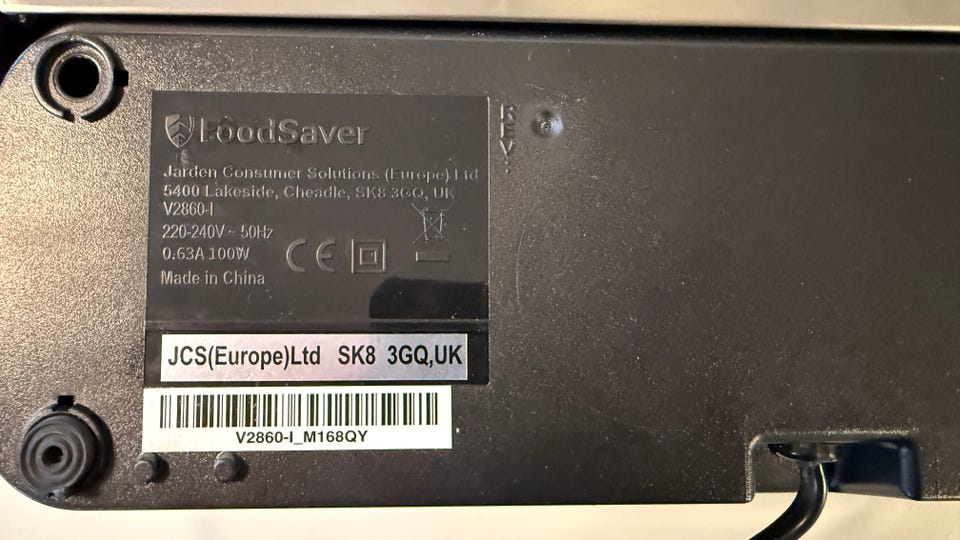 FoodSaver
Jarden Consumer Solutions (Europe) Ltd
5400 Lakeside, Cheadle, SK8 3GQ, UK
V2860-I
220-240V ~ 50Hz
0.63A 100W
Made in China
CE
REV.
JCS(Europe)Ltd SK8 3GQ,UK
V2860-I_M168QY